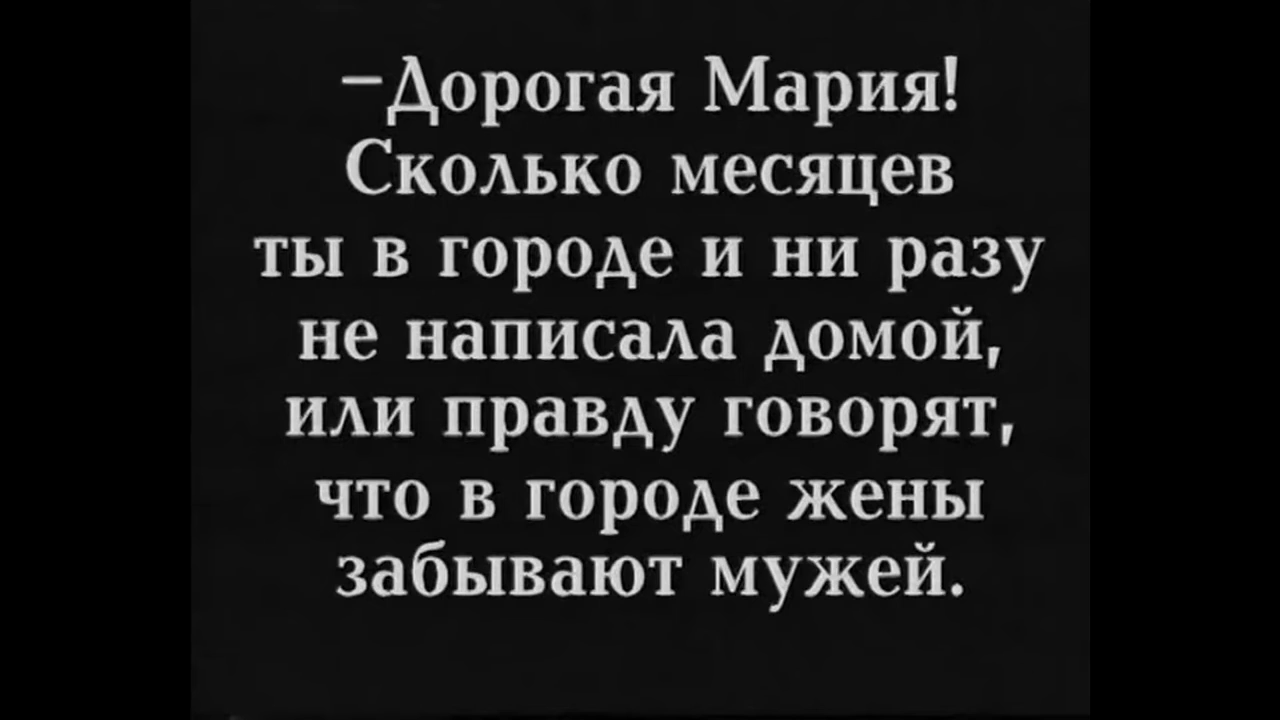 –Дорогая Мария!
Сколько месяцев
ты в городе и ни разу
не написала домой,
или правду говорят,
что в городе жены
забывают мужей.